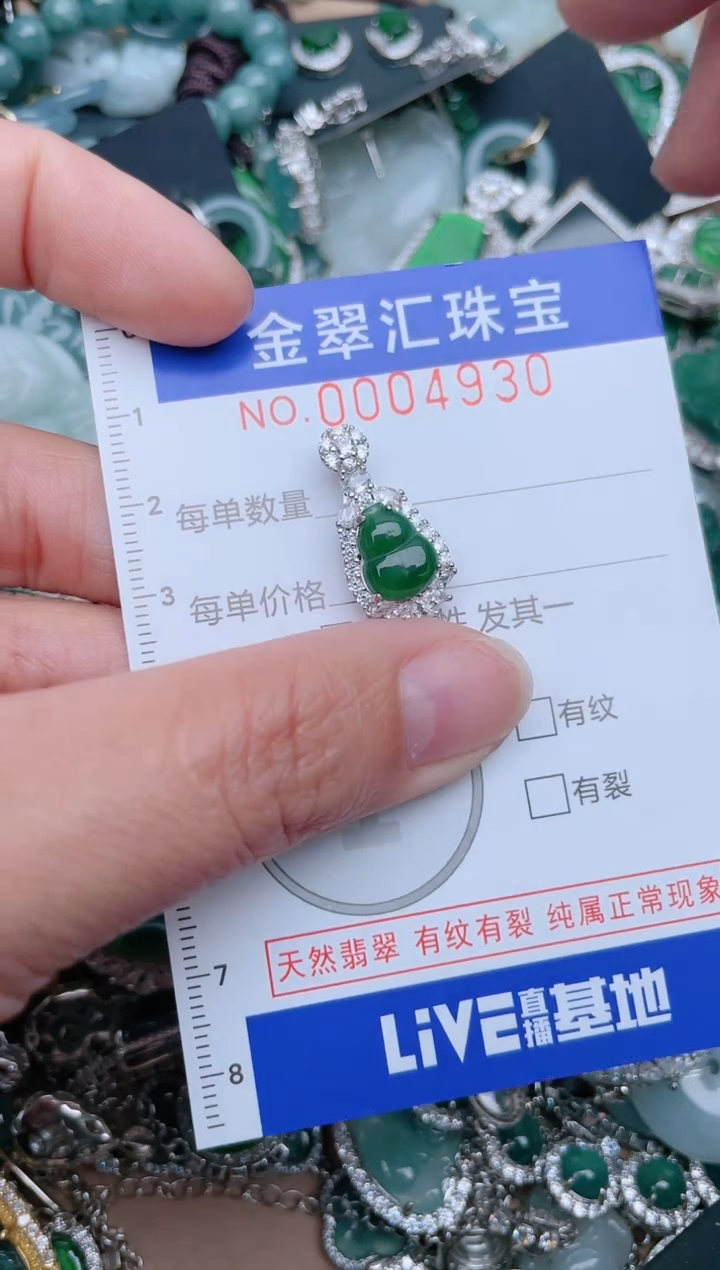 金翠汇珠宝
NO.0004930
1
2 每单数量
3 每单价格
发其一
有纹
有裂
天然翡翠 有纹有裂 纯属正常现象
7
LiVE直播基地
8